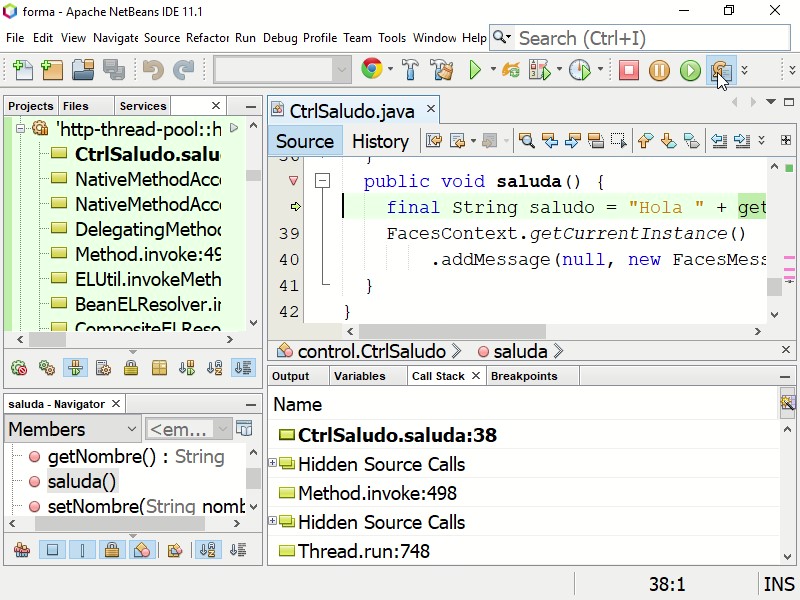 forma - Apache NetBeans IDE 11.1
File Edit View Navigate Source Refactor Run Debug Profile Team Tools Window Help
Search (Ctrl+I)
Projects Files Services
'http-thread-pool::h
CtrlSaludo.salu
NativeMethodAcc
NativeMethodAcc
DelegatingMethod
Method.invoke:49
ELUtil.invokeMeth
BeanELResolver.in
CompositeELReso
CtrlSaludo.java
Source History
public void saluda() {
final String saludo = "Hola " + get
39 FacesContext.getCurrentInstance()
40 .addMessage(null, new FacesMess
41 }
42 }
control.CtrlSaludo saluda
saluda - Navigator
Members <em...
getNombre() : String
saluda()
setNombre(String nomb
Output Variables Call Stack Breakpoints
Name
CtrlSaludo.saluda:38
Hidden Source Calls
Method.invoke:498
Hidden Source Calls
Thread.run:748
38:1 INS